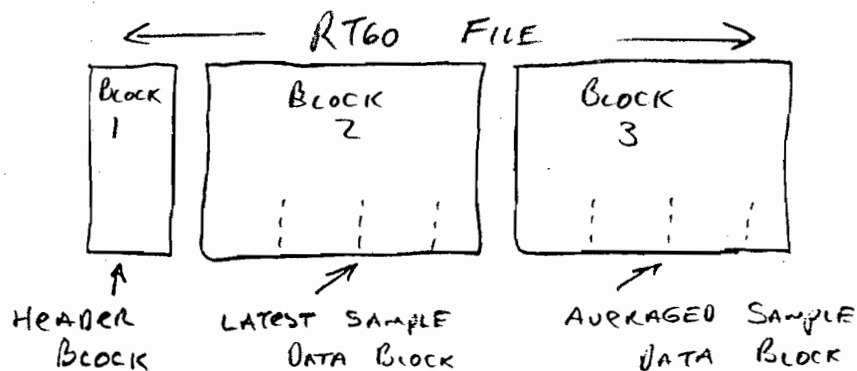 RT60 FILE
BLOCK
1
BLOCK
2
BLOCK
3
HEADER
BLOCK
LATEST SAMPLE
DATA BLOCK
AVERAGED SAMPLE
DATA BLOCK